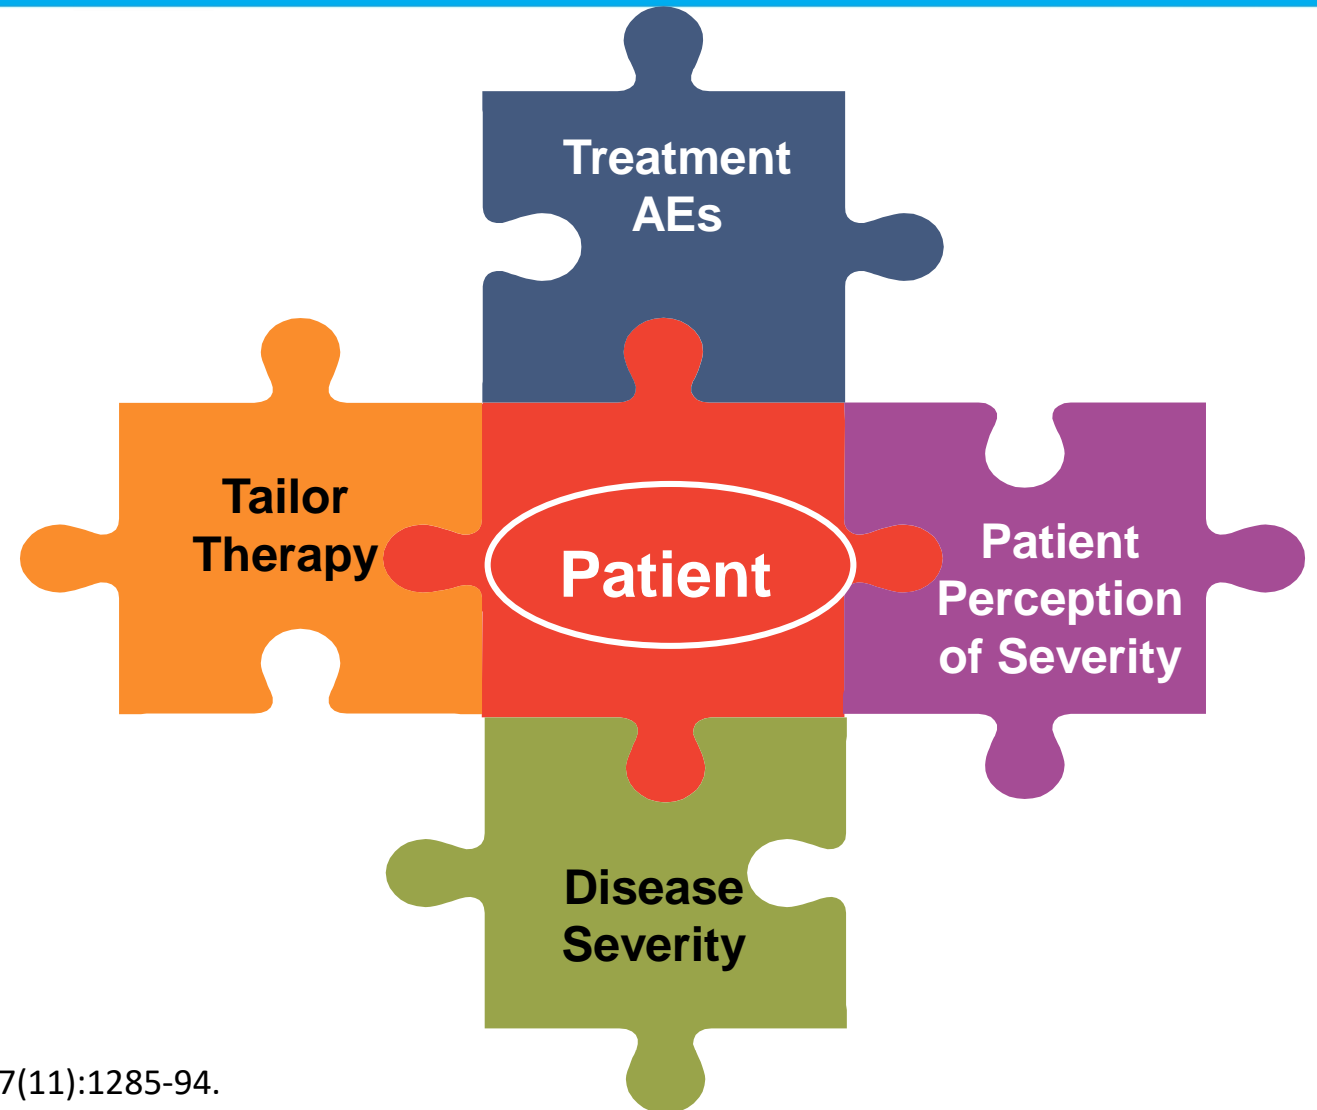 Treatment
AEs
Tailor
Therapy
Patient
Patient
Perception
of Severity
Disease
Severity
7(11):1285-94.